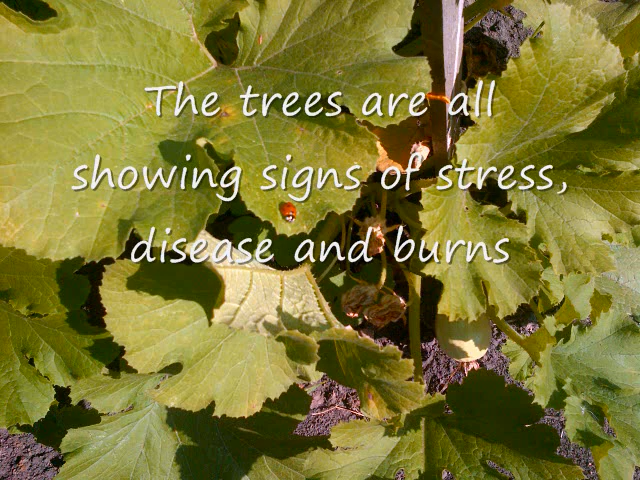 The trees are all
showing signs of stress,
disease and burns